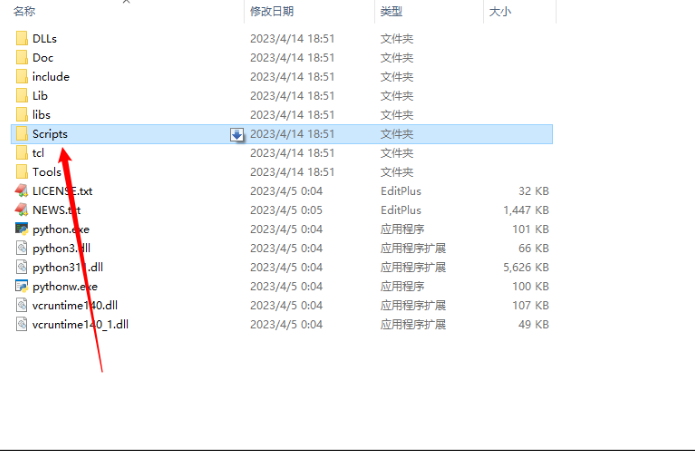 名称 修改日期 类型 大小
DLLs 2023/4/14 18:51 文件夹
Doc 2023/4/14 18:51 文件夹
include 2023/4/14 18:51 文件夹
Lib 2023/4/14 18:51 文件夹
libs 2023/4/14 18:51 文件夹
Scripts 2023/4/14 18:51 文件夹
tcl 2023/4/14 18:51 文件夹
Tools 2023/4/14 18:51 文件夹
LICENSE.txt 2023/4/5 0:04 EditPlus 32 KB
NEWS.txt 2023/4/5 0:05 EditPlus 1,447 KB
python.exe 2023/4/5 0:04 应用程序 101 KB
python3.dll 2023/4/5 0:04 应用程序扩展 66 KB
python311.dll 2023/4/5 0:04 应用程序扩展 5,626 KB
pythonw.exe 2023/4/5 0:04 应用程序 100 KB
vcruntime140.dll 2023/4/5 0:04 应用程序扩展 107 KB
vcruntime140_1.dll 2023/4/5 0:04 应用程序扩展 49 KB